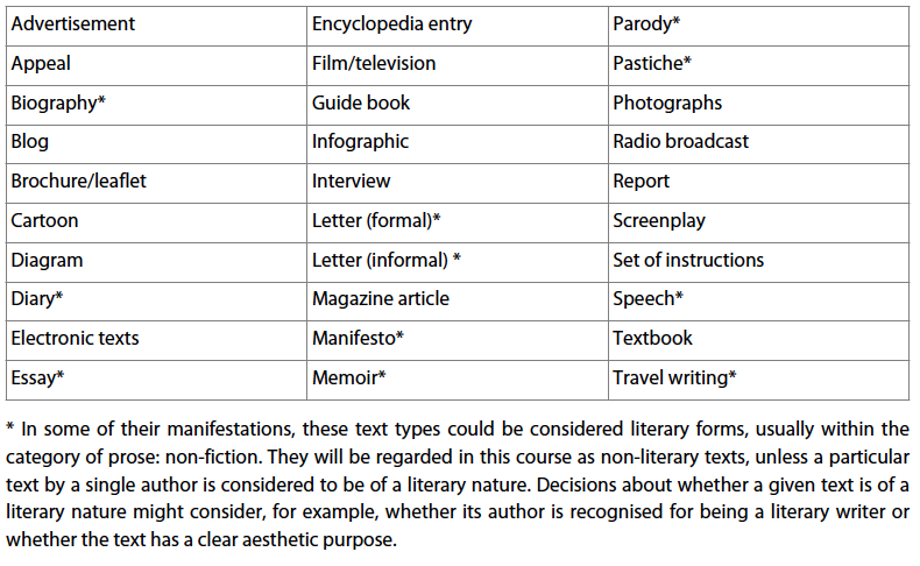 Advertisement Encyclopedia entry Parody*
Appeal Film/television Pastiche*
Biography* Guide book Photographs
Blog Infographic Radio broadcast
Brochure/leaflet Interview Report
Cartoon Letter (formal)* Screenplay
Diagram Letter (informal) * Set of instructions
Diary* Magazine article Speech*
Electronic texts Manifesto* Textbook
Essay* Memoir* Travel writing*
* In some of their manifestations, these text types could be considered literary forms, usually within the
category of prose: non-fiction. They will be regarded in this course as non-literary texts, unless a particular
text by a single author is considered to be of a literary nature. Decisions about whether a given text is of a
literary nature might consider, for example, whether its author is recognised for being a literary writer or
whether the text has a clear aesthetic purpose.